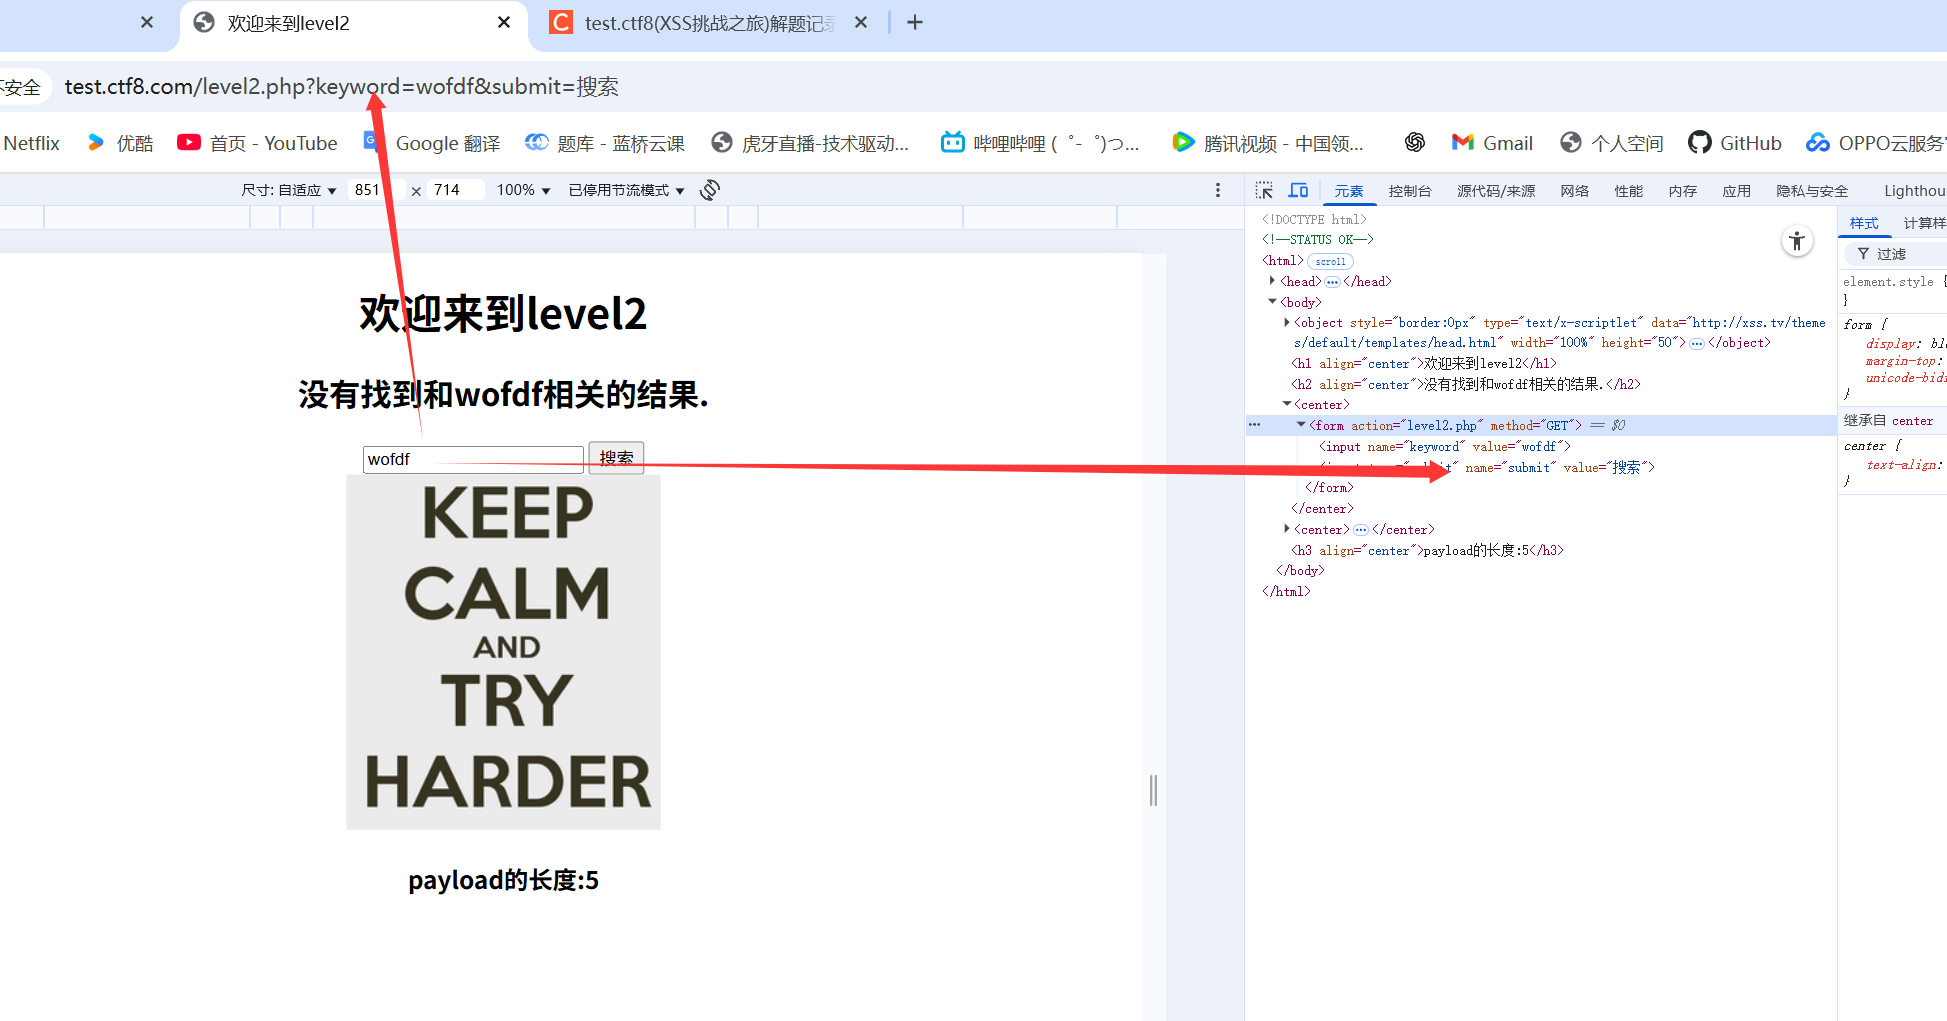 欢迎来到level2
test.ctf8(XSS挑战之旅)解题记录
不安全 test.ctf8.com/level2.php?keyword=wofdf&submit=搜索
Netflix 优酷 首页 - YouTube Google 翻译 题库 - 蓝桥云课 虎牙直播-技术驱动... 哔哩哔哩 ( ゜- ゜)つ... 腾讯视频 - 中国领... Gmail 个人空间 GitHub OPPO云服务
尺寸: 自适应 851 × 714 100% 已停用节流模式
元素 控制台 源代码/来源 网络 性能 内存 应用 隐私与安全 Lighthou
欢迎来到level2
没有找到和wofdf相关的结果.
wofdf 搜索
KEEP
CALM
AND
TRY
HARDER
payload的长度:5
<!DOCTYPE html>
<!--STATUS OK-->
<html> scroll
<head>…</head>
<body>
<object style="border:0px" type="text/x-scriptlet" data="http://xss.tv/theme
s/default/templates/head.html" width="100%" height="50">…</object>
<h1 align="center">欢迎来到level2</h1>
<h2 align="center">没有找到和wofdf相关的结果.</h2>
<center>
<form action="level2.php" method="GET"> == $0
<input name="keyword" value="wofdf">
name="submit" value="搜索">
</form>
</center>
<center>…</center>
<h3 align="center">payload的长度:5</h3>
</body>
</html>
样式 计算样
过滤
element.style {
}
form {
display: bl
margin-top:
unicode-bidi
}
继承自 center
center {
text-align:
}